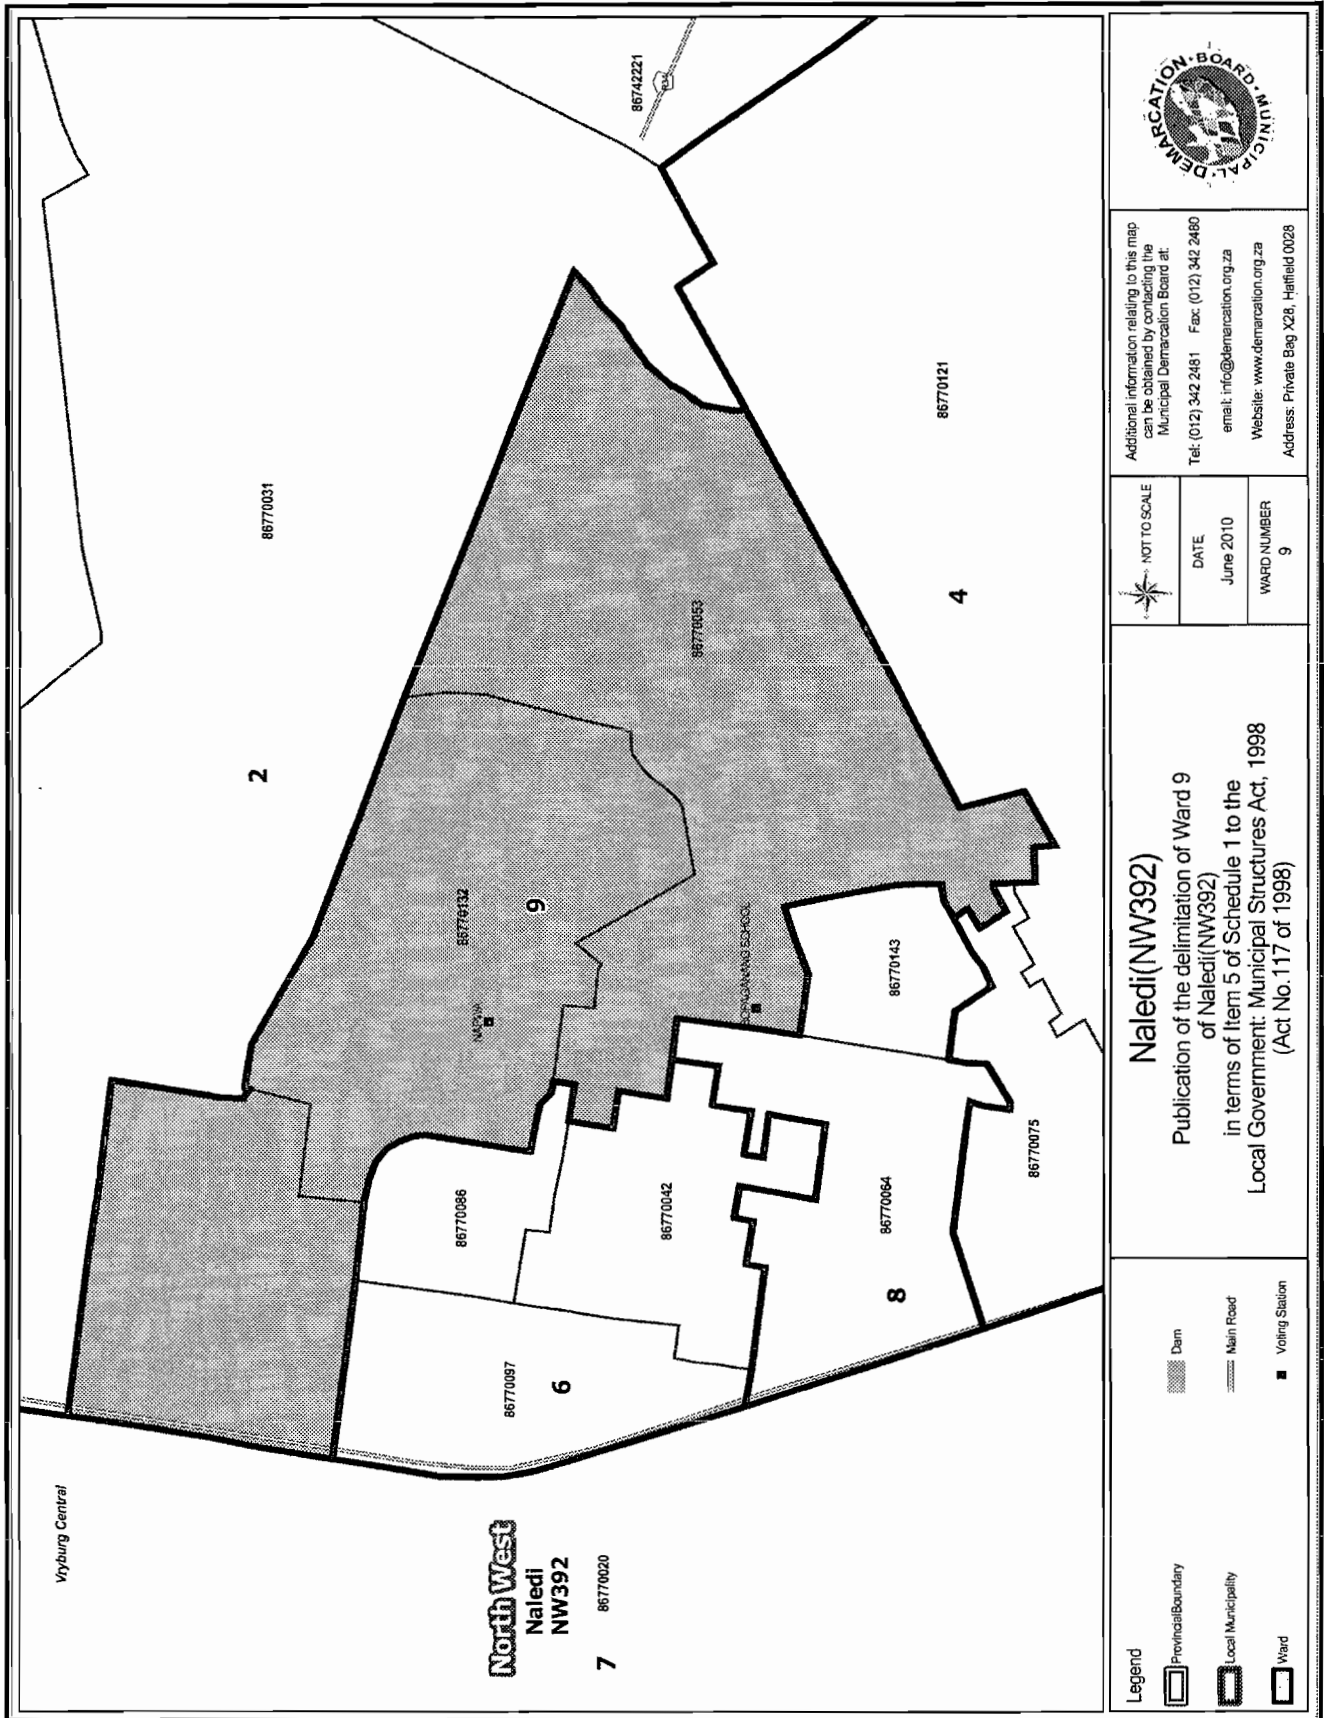 Vryburg Central
North West
Naledi
NW392
7
86770020
2
86770031
86742221
86770132
9
NAPWA
86770053
86770086
86770042
86770097
6
86770143
86770064
8
86770075
4
86770121
Legend
ProvincialBoundary
Local Municipality
Ward
Dam
Main Road
Voting Station
Naledi(NW392)
Publication of the delimitation of Ward 9
of Naledi(NW392)
in terms of Item 5 of Schedule 1 to the
Local Government: Municipal Structures Act, 1998
(Act No.117 of 1998)
NOT TO SCALE
DATE
June 2010
WARD NUMBER
9
Additional information relating to this map
can be obtained by contacting the
Municipal Demarcation Board at:
Tel: (012) 342 2481 Fax: (012) 342 2480
email: info@demarcation.org.za
Website: www.demarcation.org.za
Address: Private Bag X28, Hatfield 0028
MUNICIPAL · DEMARCATION · BOARD ·
SCHOOL